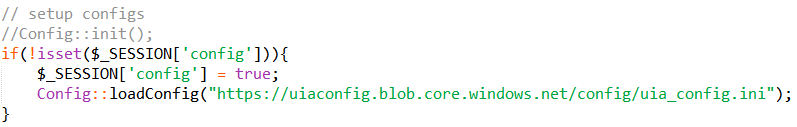 // setup configs
//Config::init();
if(!isset($_SESSION['config'])){
    $_SESSION['config'] = true;
    Config::loadConfig("https://uiaconfig.blob.core.windows.net/config/uia_config.ini");
}